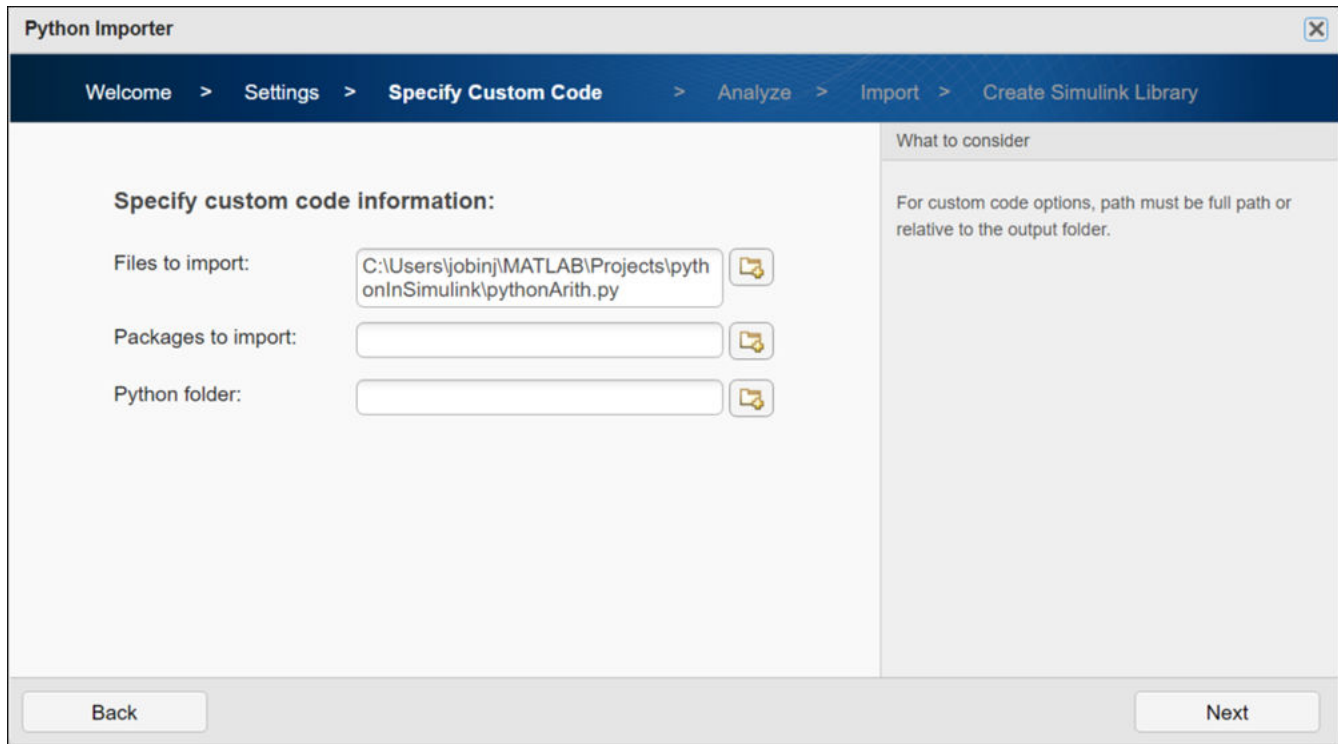 Python Importer
Welcome > Settings > Specify Custom Code > Analyze > Import > Create Simulink Library
What to consider
For custom code options, path must be full path or
relative to the output folder.
Specify custom code information:
Files to import:
C:\Users\jobinj\MATLAB\Projects\pyth
onInSimulink\pythonArith.py
Packages to import:
Python folder:
Back
Next